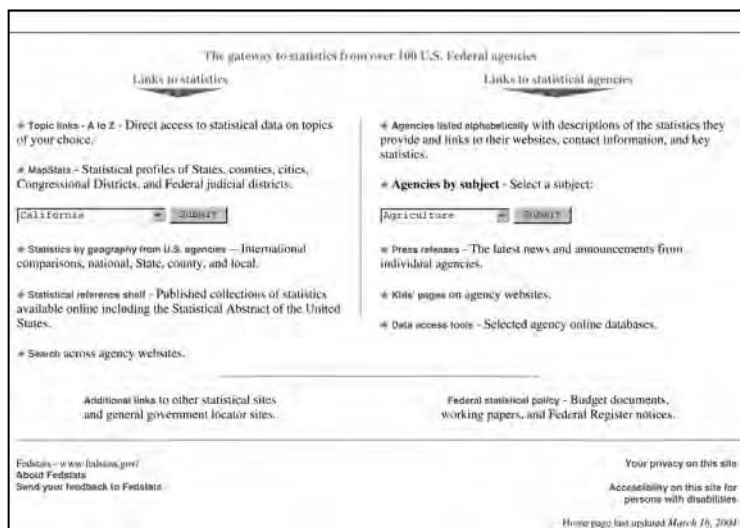 The gateway to statistics from over 100 U.S. Federal agencies
Links to statistics
★ Topic links - A to Z - Direct access to statistical data on topics
of your choice.
★ MapStats – Statistical profiles of States, counties, cities,
Congressional Districts, and Federal judicial districts.
California Submit
★ Statistics by geography from U.S. agencies — International
comparisons, national, State, county, and local.
★ Statistical reference shelf - Published collections of statistics
available online including the Statistical Abstract of the United
States.
★ Search across agency websites.
Links to statistical agencies
★ Agencies listed alphabetically with descriptions of the statistics they
provide and links to their websites, contact information, and key
statistics.
★ Agencies by subject - Select a subject:
Agriculture Submit
★ Press releases - The latest news and announcements from
individual agencies.
★ Kids' pages on agency websites.
★ Data access tools - Selected agency online databases.
Additional links to other statistical sites
and general government locator sites.
Federal statistical policy - Budget documents,
working papers, and Federal Register notices.
Fedstats - www.fedstats.gov/
About Fedstats
Send your feedback to Fedstats
Your privacy on this site
Accessibility on this site for
persons with disabilities
Home page last updated March 16, 2004